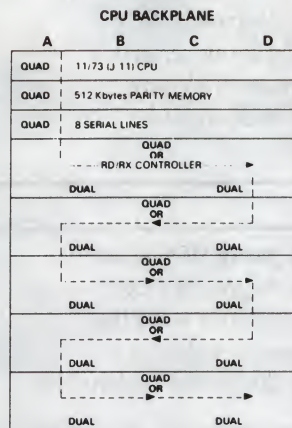 CPU BACKPLANE
A B C D
QUAD 11/73 (J 11) CPU
QUAD 512 Kbytes PARITY MEMORY
QUAD 8 SERIAL LINES
QUAD
OR
RD/RX CONTROLLER
DUAL DUAL
QUAD
OR
DUAL DUAL
QUAD
OR
DUAL DUAL
QUAD
OR
DUAL DUAL
QUAD
OR
DUAL DUAL